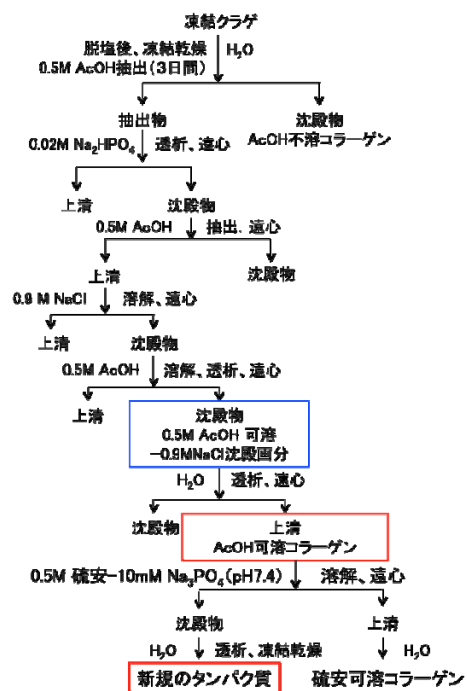 凍結クラゲ
脱塩後、凍結乾燥 H₂O
0.5M AcOH抽出(3日間)
抽出物 沈殿物
AcOH不溶コラーゲン
0.02M Na₂HPO₄ 透析、遠心
上清 沈殿物
0.5M AcOH 抽出、遠心
上清 沈殿物
0.9 M NaCl 溶解、遠心
上清 沈殿物
0.5M AcOH 溶解、透析、遠心
上清 沈殿物
0.5M AcOH 可溶
-0.9MNaCl沈殿画分
H₂O 透析、遠心
沈殿物 上清
AcOH可溶コラーゲン
0.5M 硫安-10mM Na₃PO₄(pH7.4) 溶解、遠心
沈殿物 上清
H₂O 透析、凍結乾燥 H₂O
新規のタンパク質 硫安可溶コラーゲン